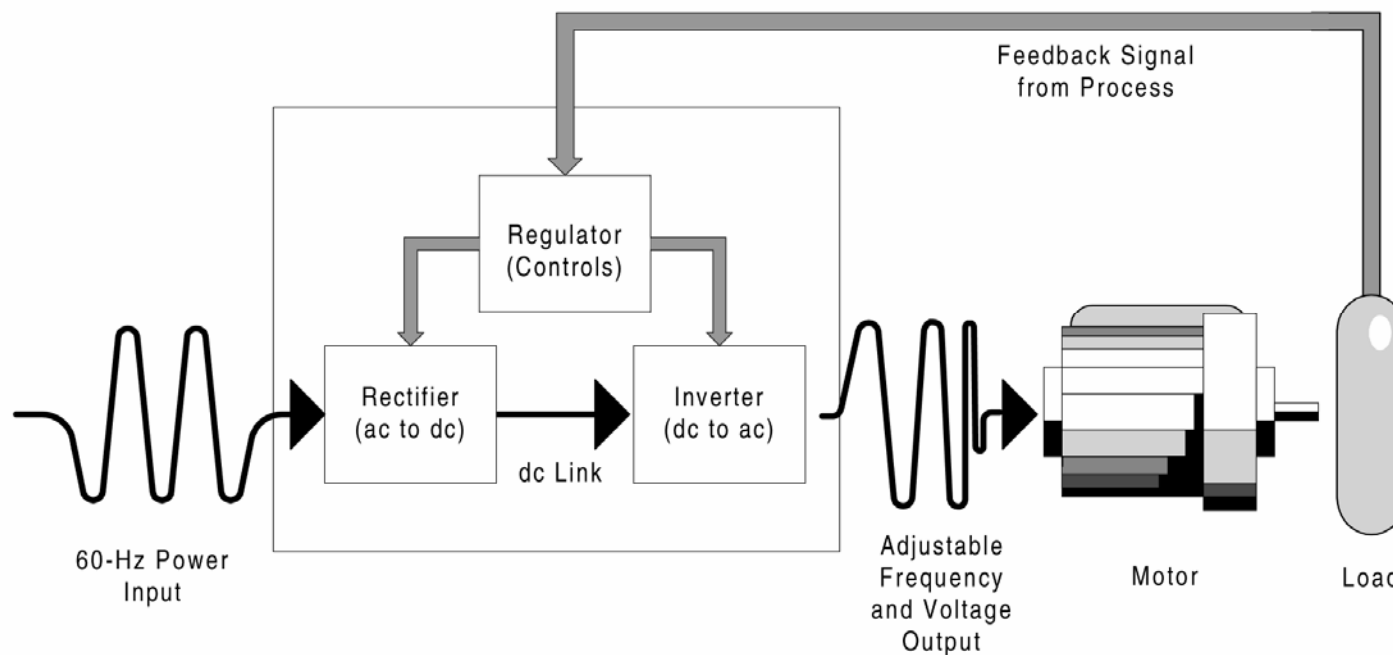 Feedback Signal
from Process
Regulator
(Controls)
Rectifier
(ac to dc)
dc Link
Inverter
(dc to ac)
60-Hz Power
Input
Adjustable
Frequency
and Voltage
Output
Motor
Load